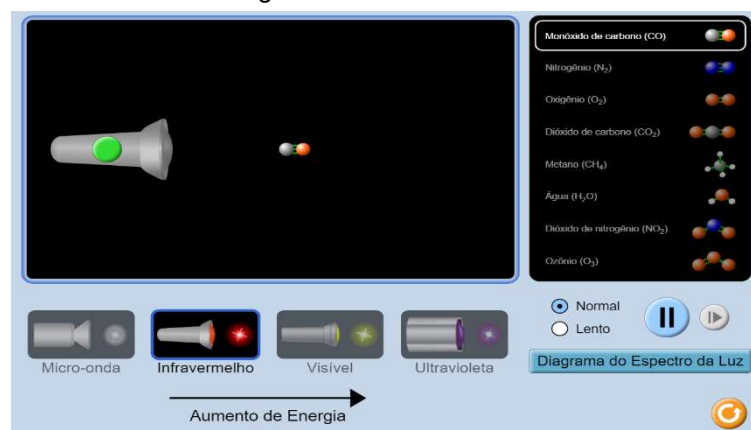 Monóxido de carbono (CO)
Nitrogênio (N₂)
Oxigênio (O₂)
Dióxido de carbono (CO₂)
Metano (CH₄)
Água (H₂O)
Dióxido de nitrogênio (NO₂)
Ozônio (O₃)
Normal
Lento
Diagrama do Espectro da Luz
Micro-onda
Infravermelho
Visível
Ultravioleta
Aumento de Energia